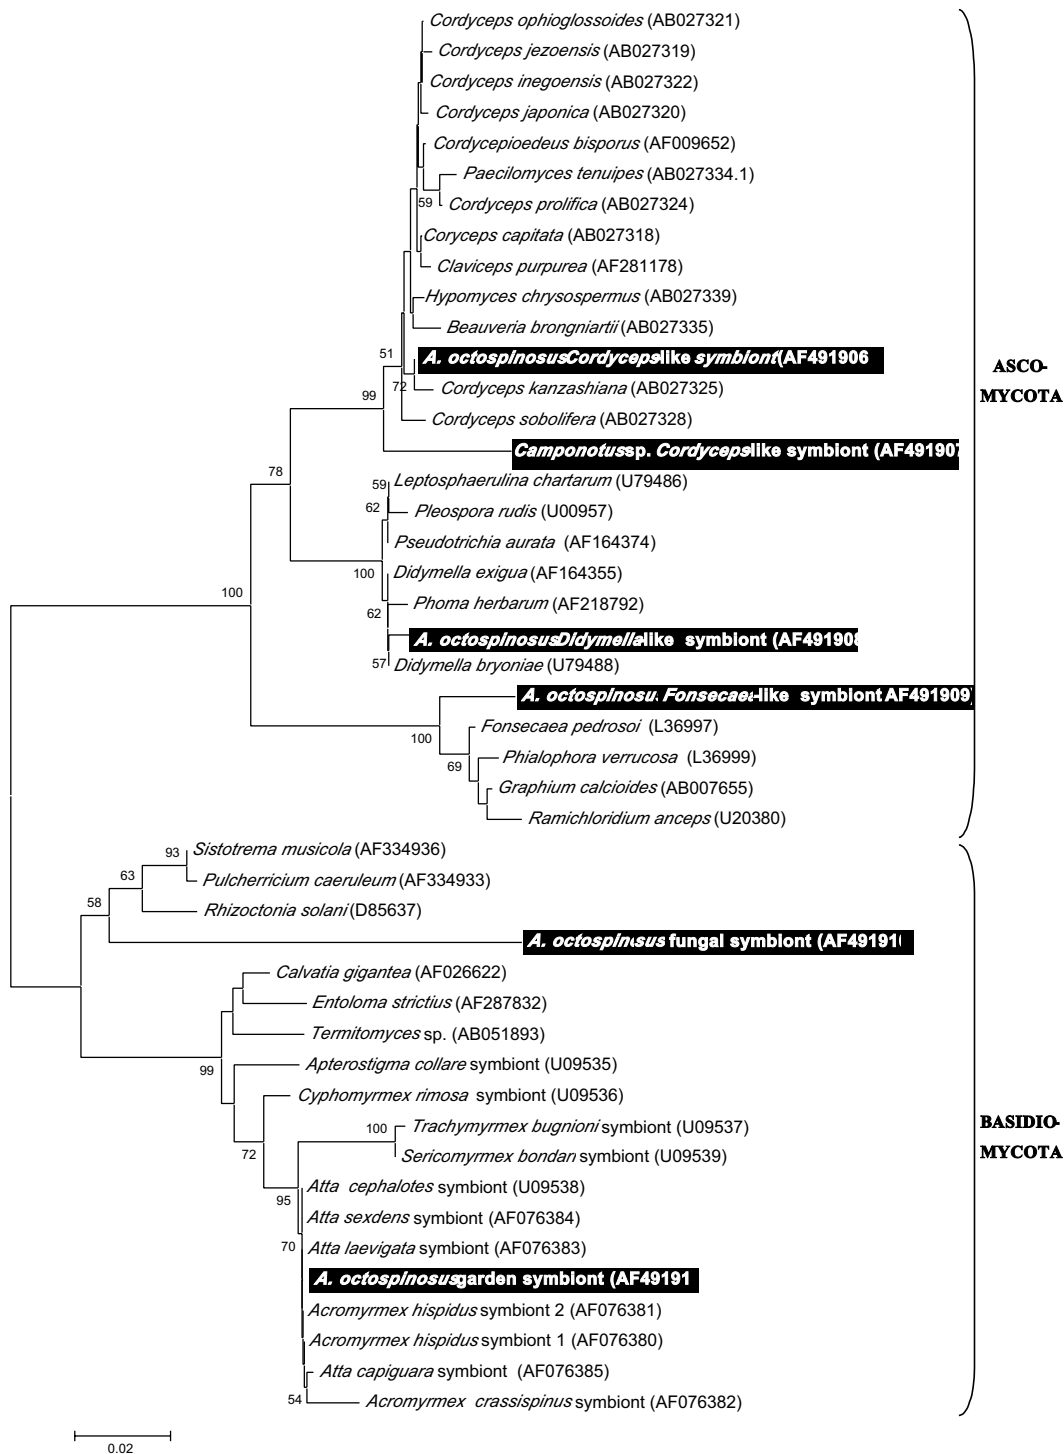 Cordyceps ophioglossoides (AB027321)
Cordyceps jezoensis (AB027319)
Cordyceps inegoensis (AB027322)
Cordyceps japonica (AB027320)
Cordycepioedeus bisporus (AF009652)
Paecilomyces tenuipes (AB027334.1)
59
Cordyceps prolifica (AB027324)
Coryceps capitata (AB027318)
Claviceps purpurea (AF281178)
Hypomyces chrysospermus (AB027339)
Beauveria brongniartii (AB027335)
51
A. octospinosus Cordyceps-like symbiont (AF491906
ASCO-
72
Cordyceps kanzashiana (AB027325)
99
MYCOTA
Cordyceps sobolifera (AB027328)
Camponotus sp. Cordyceps-like symbiont (AF491907
78
59
Leptosphaerulina chartarum (U79486)
62
Pleospora rudis (U00957)
Pseudotrichia aurata (AF164374)
100
Didymella exigua (AF164355)
100
Phoma herbarum (AF218792)
62
A. octospinosus Didymella-like symbiont (AF491908
57
Didymella bryoniae (U79488)
A. octospinosus Fonsecaea-like symbiont AF491909)
Fonsecaea pedrosoi (L36997)
100
Phialophora verrucosa (L36999)
69
Graphium calcioides (AB007655)
Ramichloridium anceps (U20380)
93
Sistotrema musicola (AF334936)
63
Pulcherricium caeruleum (AF334933)
58
Rhizoctonia solani (D85637)
A. octospinosus fungal symbiont (AF49191
Calvatia gigantea (AF026622)
Entoloma strictius (AF287832)
Termitomyces sp. (AB051893)
99
Apterostigma collare symbiont (U09535)
Cyphomyrmex rimosa symbiont (U09536)
BASIDIO-
100
Trachymyrmex bugnioni symbiont (U09537)
72
Sericomyrmex bondan symbiont (U09539)
MYCOTA
95
Atta cephalotes symbiont (U09538)
Atta sexdens symbiont (AF076384)
70
Atta laevigata symbiont (AF076383)
A. octospinosus garden symbiont (AF49191
Acromyrmex hispidus symbiont 2 (AF076381)
Acromyrmex hispidus symbiont 1 (AF076380)
Atta capiguara symbiont (AF076385)
54
Acromyrmex crassispinus symbiont (AF076382)
0.02